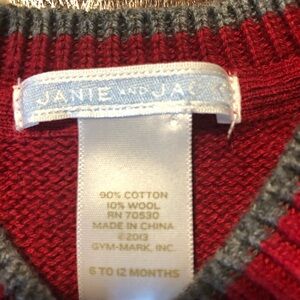 JANIE AND JAC
90% COTTON
10% WOOL
RN 70530
MADE IN CHINA
©2013
GYM-MARK, INC.
6 TO 12 MONTHS